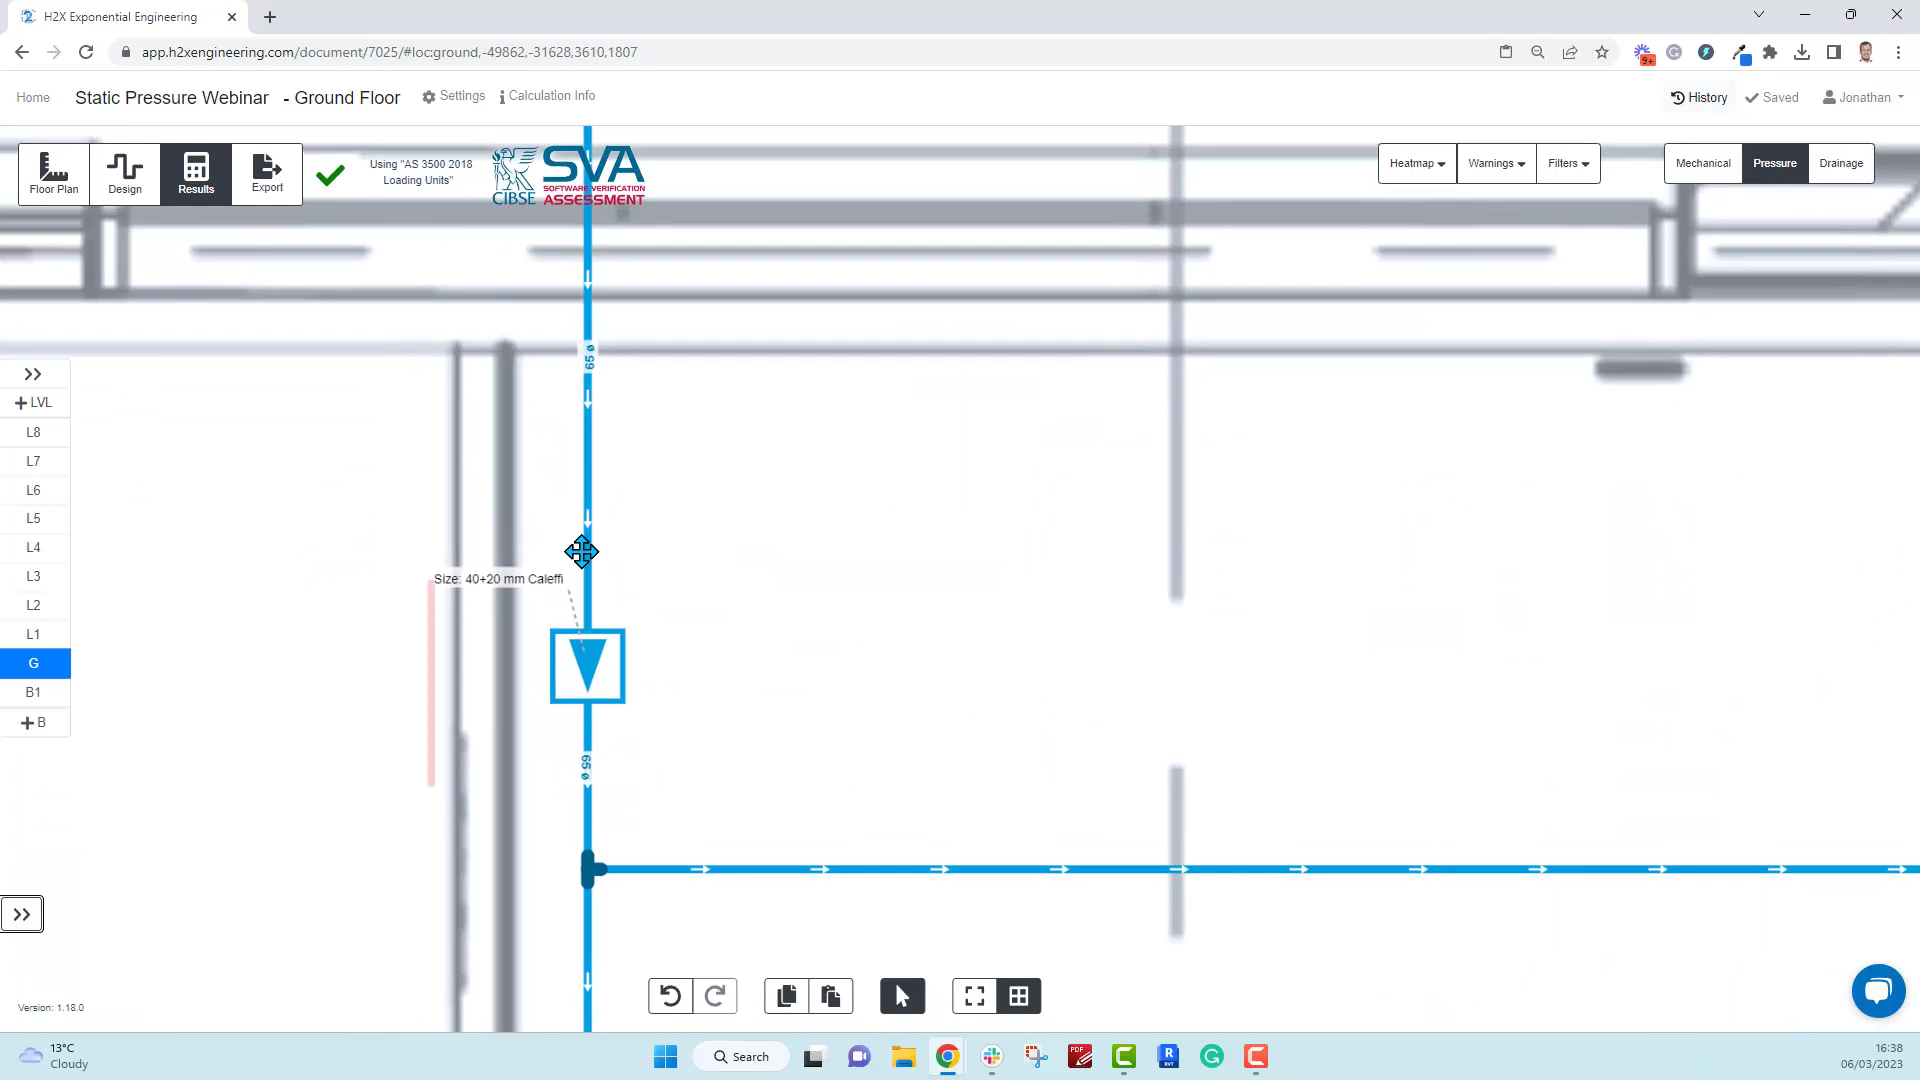 H2X Exponential Engineering
app.h2xengineering.com/document/7025/#loc:ground,-49862,-31628,3610,1807
9+
Home
Static Pressure Webinar - Ground Floor
Settings
Calculation Info
History
Saved
Jonathan
Floor Plan
Design
Results
Export
Using "AS 3500 2018
Loading Units"
CIBSE
SVA
SOFTWARE VERIFICATION
ASSESSMENT
Heatmap
Warnings
Filters
Mechanical
Pressure
Drainage
65 ø
LVL
L8
L7
L6
L5
L4
L3
L2
L1
G
B1
B
Size: 40+20 mm Caleffi
65 ø
Version: 1.18.0
13°C
Cloudy
Search
PDF
R
RVT
16:38
06/03/2023